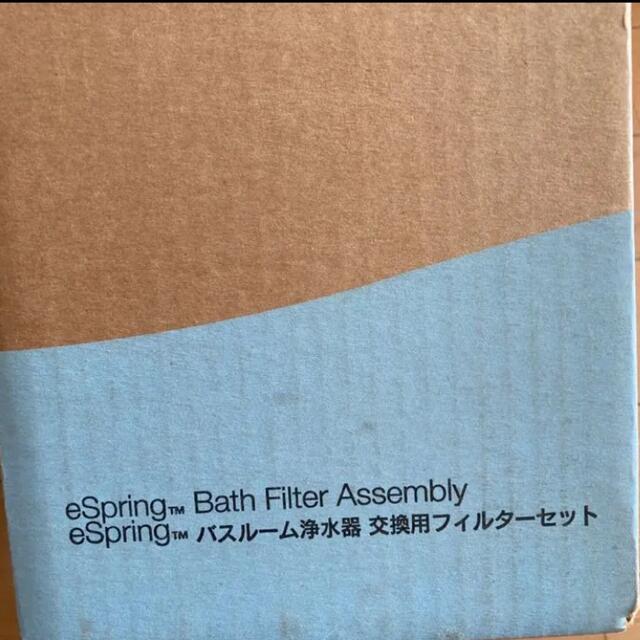 eSpring™ Bath Filter Assembly
eSpring™ バスルーム浄水器 交換用フィルターセット